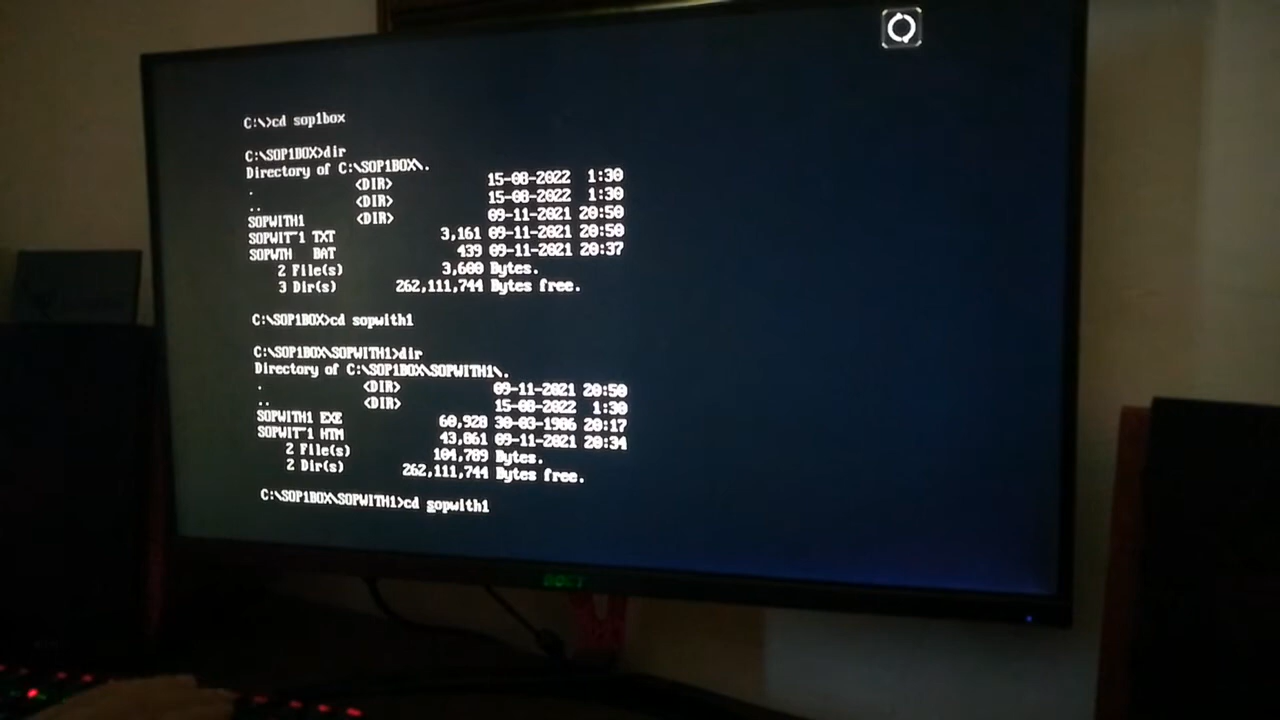 C:\>cd sop1box
C:\SOP1BOX>dir
Directory of C:\SOP1BOX\.
. <DIR> 15-08-2022 1:30
.. <DIR> 15-08-2022 1:30
SOPWITH1 <DIR> 09-11-2021 20:50
SOPWIT~1 TXT 3,161 09-11-2021 20:50
SOPWTH BAT 439 09-11-2021 20:37
2 File(s) 3,600 Bytes.
3 Dir(s) 262,111,744 Bytes free.
C:\SOP1BOX>cd sopwith1
C:\SOP1BOX\SOPWITH1>dir
Directory of C:\SOP1BOX\SOPWITH1\.
. <DIR> 09-11-2021 20:50
.. <DIR> 15-08-2022 1:30
SOPWITH1 EXE 60,928 30-03-1986 20:17
SOPWIT~1 HTM 43,861 09-11-2021 20:34
2 File(s) 104,789 Bytes.
2 Dir(s) 262,111,744 Bytes free.
C:\SOP1BOX\SOPWITH1>cd sopwith1